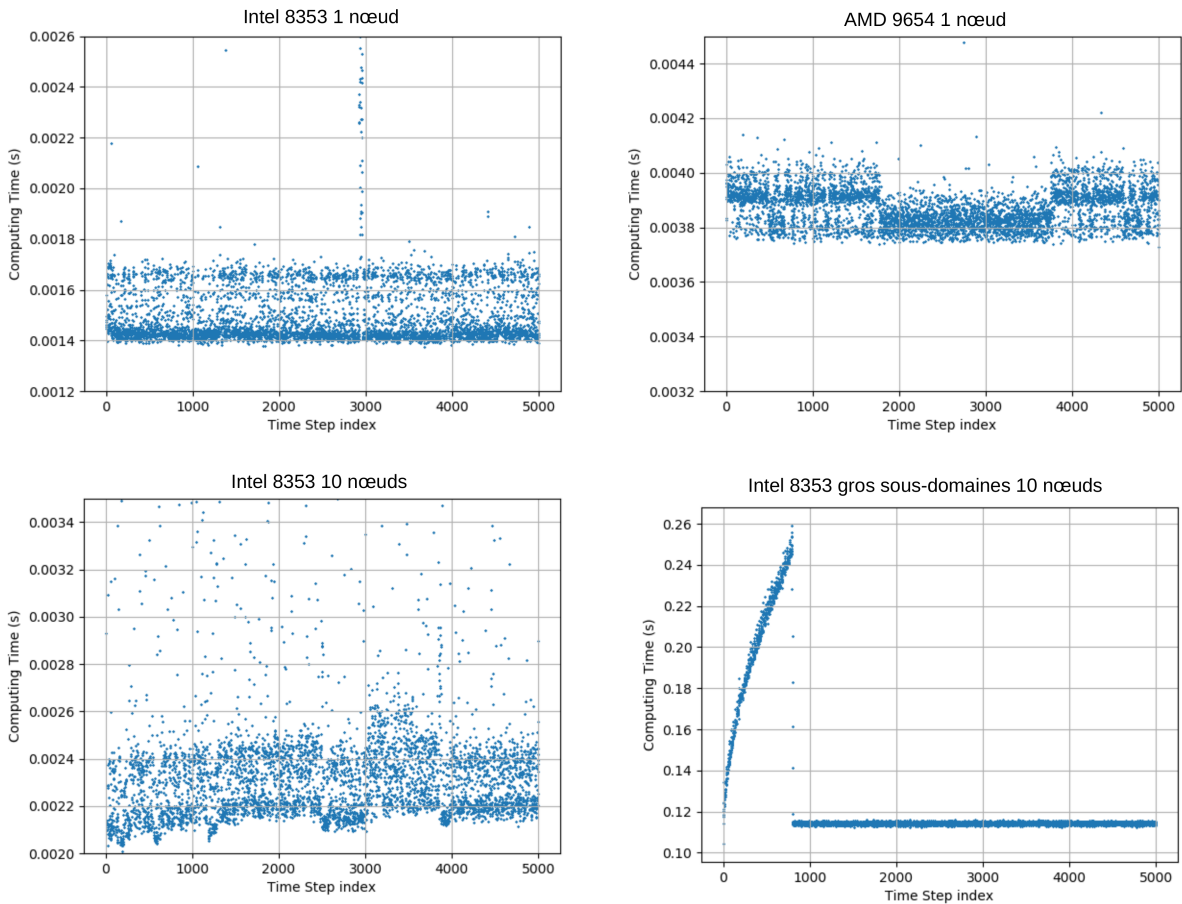 Intel 8353 1 nœud
0.0026
0.0024
0.0022
0.0020
0.0018
0.0016
0.0014
0.0012
Computing Time (s)
0 1000 2000 3000 4000 5000
Time Step index
AMD 9654 1 nœud
0.0044
0.0042
0.0040
0.0038
0.0036
0.0034
0.0032
Computing Time (s)
0 1000 2000 3000 4000 5000
Time Step index
Intel 8353 10 nœuds
0.0034
0.0032
0.0030
0.0028
0.0026
0.0024
0.0022
0.0020
Computing Time (s)
0 1000 2000 3000 4000 5000
Time Step index
Intel 8353 gros sous-domaines 10 nœuds
0.26
0.24
0.22
0.20
0.18
0.16
0.14
0.12
0.10
Computing Time (s)
0 1000 2000 3000 4000 5000
Time Step index